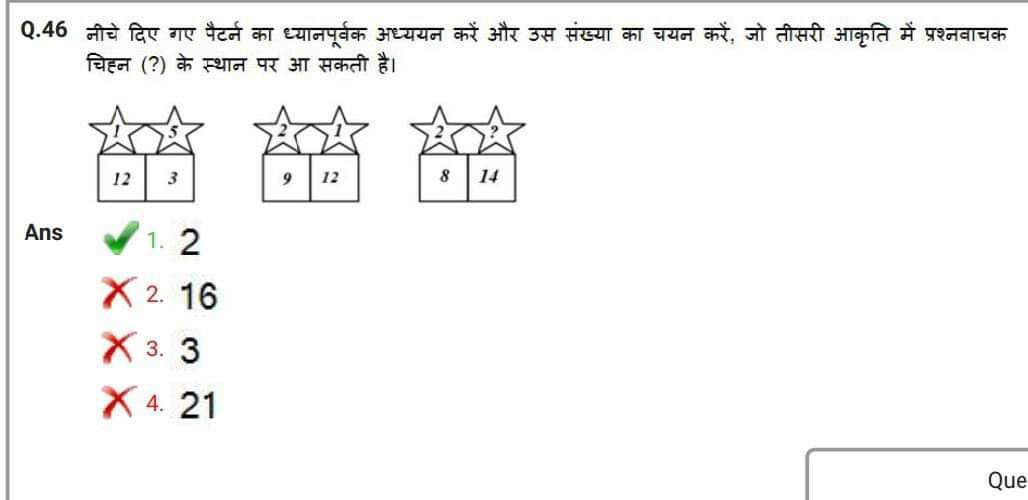 Q.46 नीचे दिए गए पैटर्न का ध्यानपूर्वक अध्ययन करें और उस संख्या का चयन करें, जो तीसरी आकृति में प्रश्नवाचक
चिह्न (?) के स्थान पर आ सकती है।
1 5 2 1 2 ?
12 3 9 12 8 14
Ans 1. 2
2. 16
3. 3
4. 21
Que